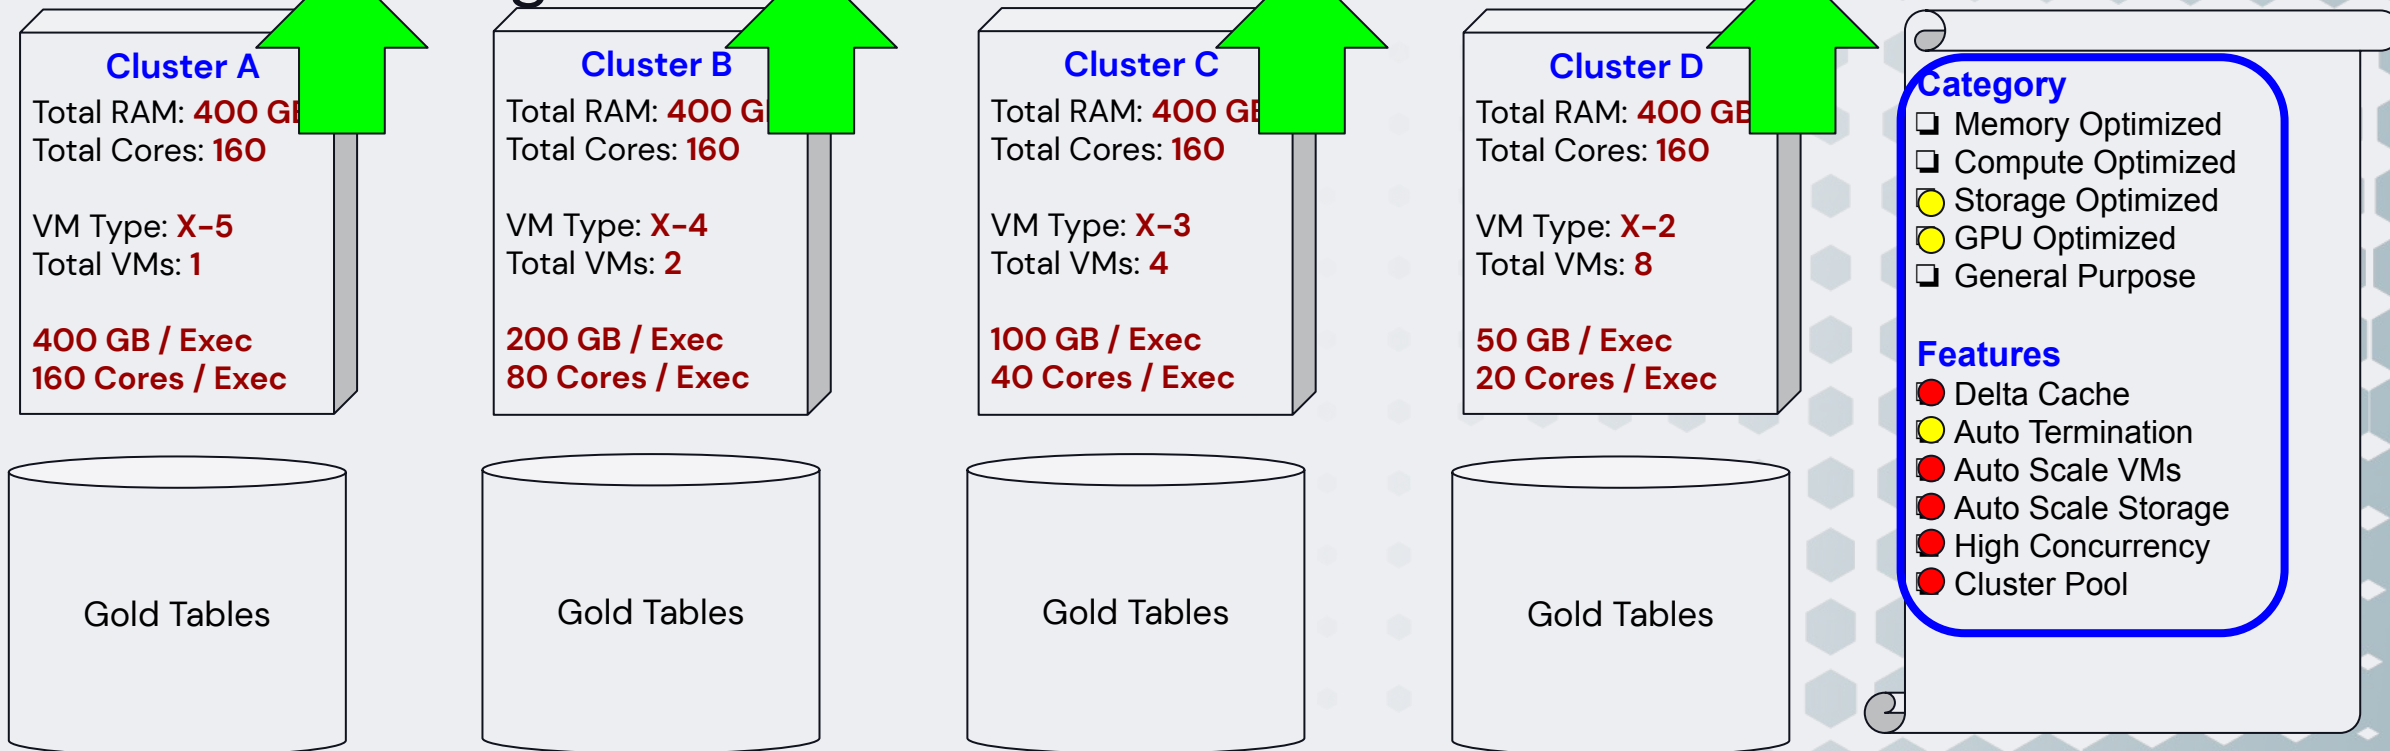 Cluster A
Total RAM: 400 GB
Total Cores: 160
VM Type: X-5
Total VMs: 1
400 GB / Exec
160 Cores / Exec
Gold Tables
Cluster B
Total RAM: 400 G
Total Cores: 160
VM Type: X-4
Total VMs: 2
200 GB / Exec
80 Cores / Exec
Gold Tables
Cluster C
Total RAM: 400 GB
Total Cores: 160
VM Type: X-3
Total VMs: 4
100 GB / Exec
40 Cores / Exec
Gold Tables
Cluster D
Total RAM: 400 GB
Total Cores: 160
VM Type: X-2
Total VMs: 8
50 GB / Exec
20 Cores / Exec
Gold Tables
Category
Memory Optimized
Compute Optimized
Storage Optimized
GPU Optimized
General Purpose
Features
Delta Cache
Auto Termination
Auto Scale VMs
Auto Scale Storage
High Concurrency
Cluster Pool